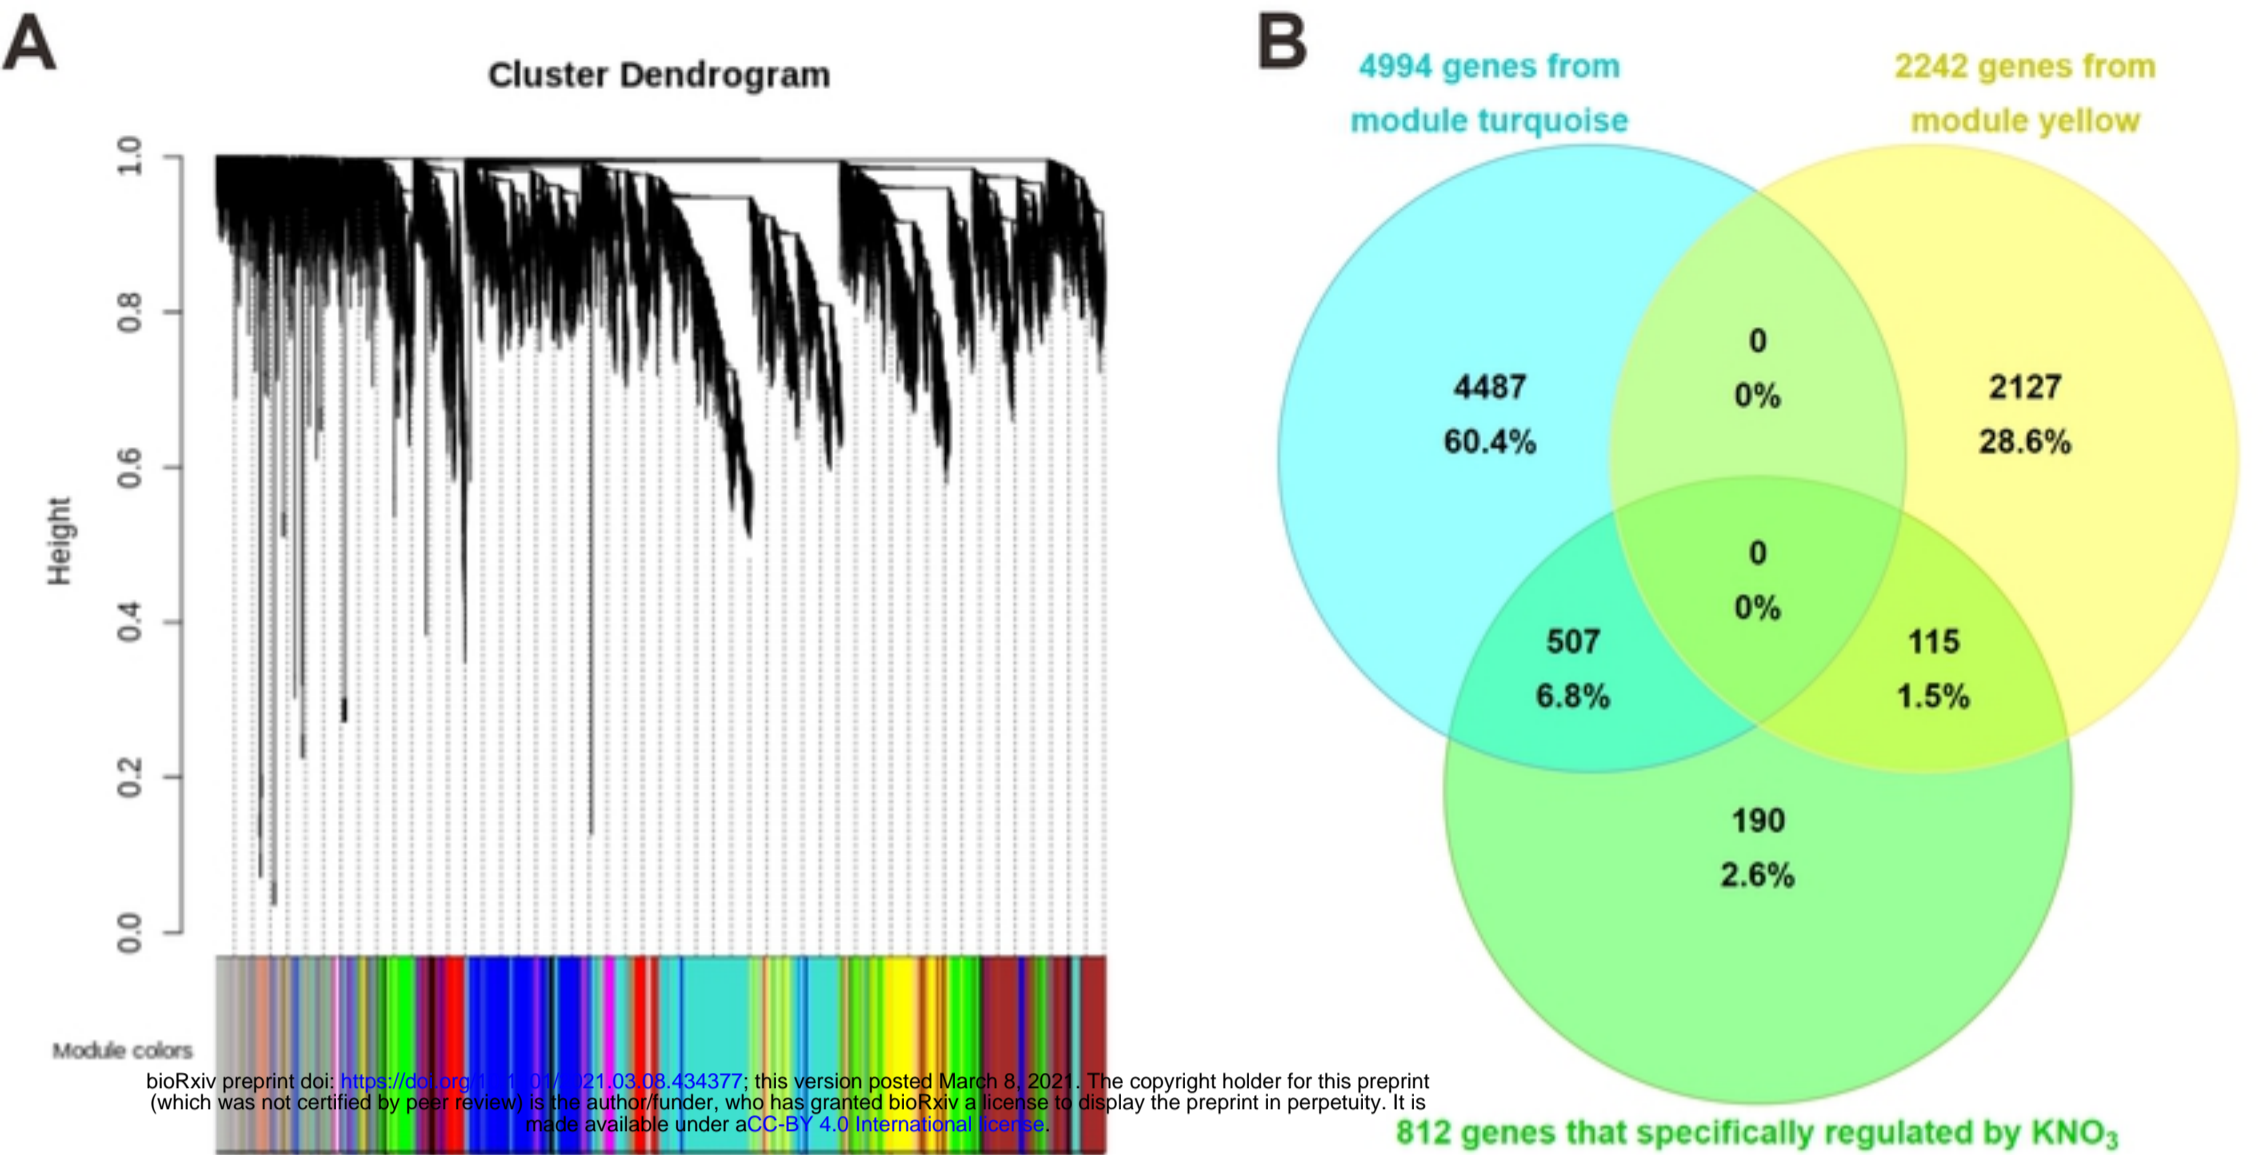 A
Cluster Dendrogram
Height
1.0
0.8
0.6
0.4
0.2
0.0
Module colors
B
4994 genes from
module turquoise
2242 genes from
module yellow
4487
60.4%
0
0%
2127
28.6%
0
0%
507
6.8%
115
1.5%
190
2.6%
812 genes that specifically regulated by KNO₃
bioRxiv preprint doi: https://doi.org/10.1101/2021.03.08.434377; this version posted March 8, 2021. The copyright holder for this preprint
(which was not certified by peer review) is the author/funder, who has granted bioRxiv a license to display the preprint in perpetuity. It is
made available under aCC-BY 4.0 International license.